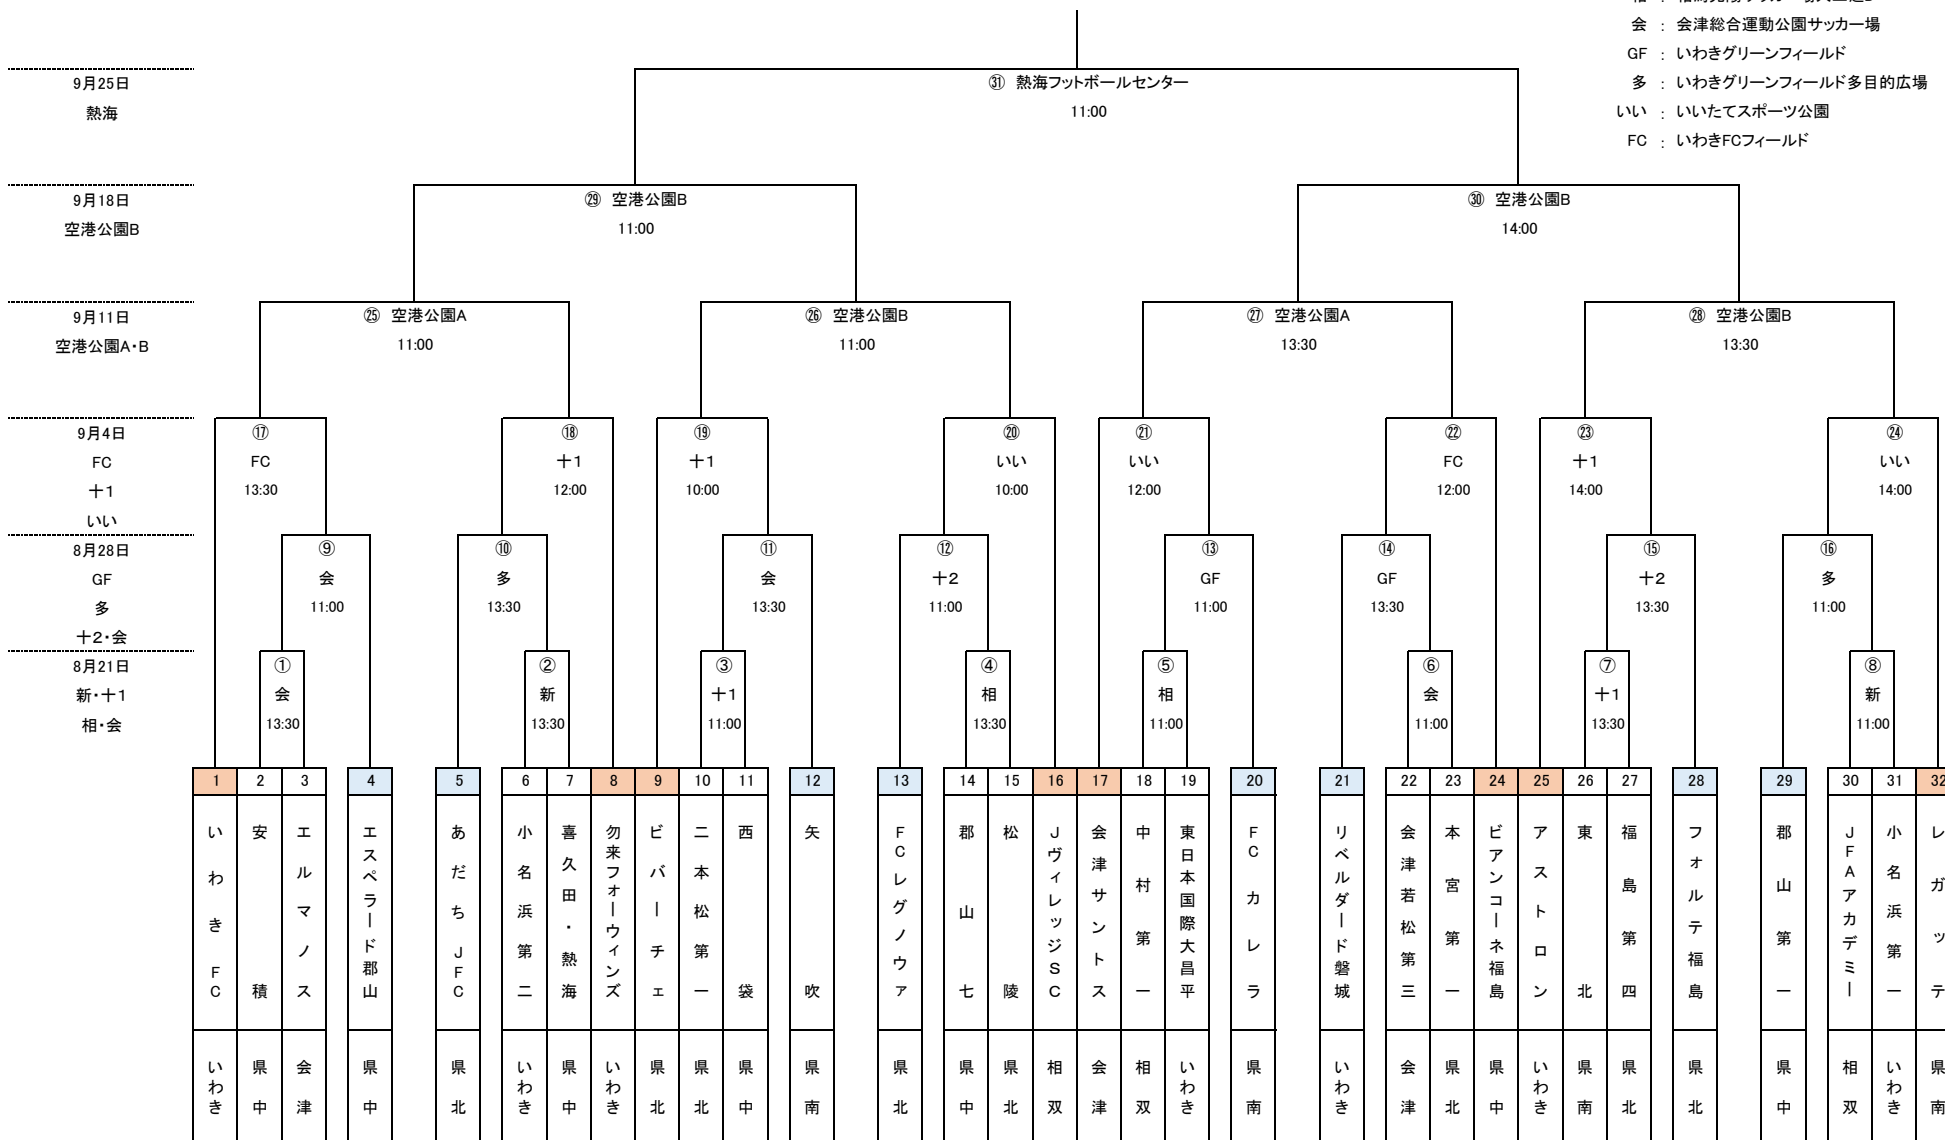 会 : 会津総合運動公園サッカー場
GF : いわきグリーンフィールド
多 : いわきグリーンフィールド多目的広場
いい : いいたてスポーツ公園
FC : いわきFCフィールド
9月25日
熱海
㉛ 熱海フットボールセンター
11:00
9月18日
空港公園B
㉙ 空港公園B
11:00
㉚ 空港公園B
14:00
9月11日
空港公園A・B
㉕ 空港公園A
11:00
㉖ 空港公園B
11:00
㉗ 空港公園A
13:30
㉘ 空港公園B
13:30
9月4日
FC
十1
いい
⑰
FC
13:30
⑱
十1
12:00
⑲
十1
10:00
⑳
いい
10:00
㉑
いい
12:00
㉒
FC
12:00
㉓
十1
14:00
㉔
いい
14:00
8月28日
GF
多
十2・会
⑨
会
11:00
⑩
多
13:30
⑪
会
13:30
⑫
十2
11:00
⑬
GF
11:00
⑭
GF
13:30
⑮
十2
13:30
⑯
多
11:00
8月21日
新・十1
相・会
①
会
13:30
②
新
13:30
③
十1
11:00
④
相
13:30
⑤
相
11:00
⑥
会
11:00
⑦
十1
13:30
⑧
新
11:00
1 いわきFC いわき
2 安積 県中
3 エルマノス 会津
4 エスペラード郡山 県中
5 あだちJFC 県北
6 小名浜第二 いわき
7 喜久田・熱海 県中
8 勿来フォーウィンズ いわき
9 ビバーチェ 県北
10 二本松第一 県北
11 西袋 県中
12 矢吹 県南
13 FCレグノウァ 県北
14 郡山七 県中
15 松陵 県北
16 JヴィレッジSC 相双
17 会津サントス 会津
18 中村第一 相双
19 東日本国際大昌平 いわき
20 FCカレラ 県南
21 リベルダード磐城 いわき
22 会津若松第三 会津
23 本宮第一 県北
24 ビアンコーネ福島 県中
25 アストロン いわき
26 東北 県南
27 福島第四 県北
28 フォルテ福島 県北
29 郡山第一 県中
30 JFAアカデミー 相双
31 小名浜第一 いわき
32 レガッテ 県南